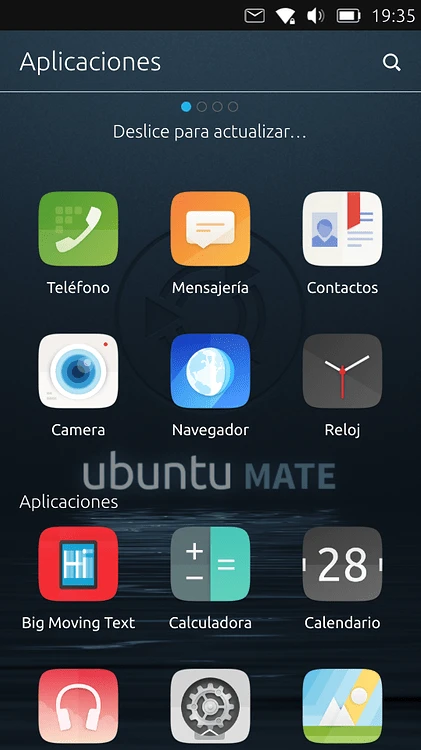 19:35
Aplicaciones
Deslice para actualizar...
Teléfono
Mensajería
Contactos
Camera
Navegador
Reloj
ubuntu MATE
Aplicaciones
Hi
28
Big Moving Text
Calculadora
Calendario